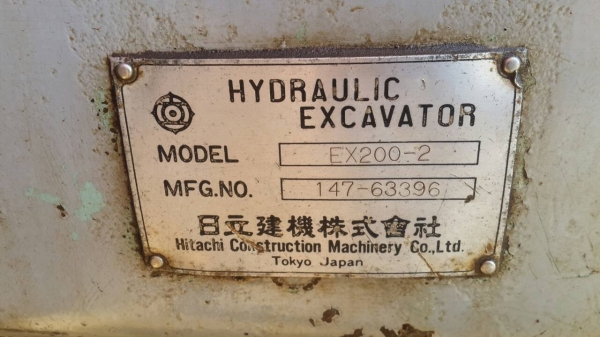 HYDRAULIC
EXCAVATOR
MODEL EX200-2
MFG.NO. 147-63396
日立建機株式會社
Hitachi Construction Machinery Co.,Ltd.
Tokyo Japan